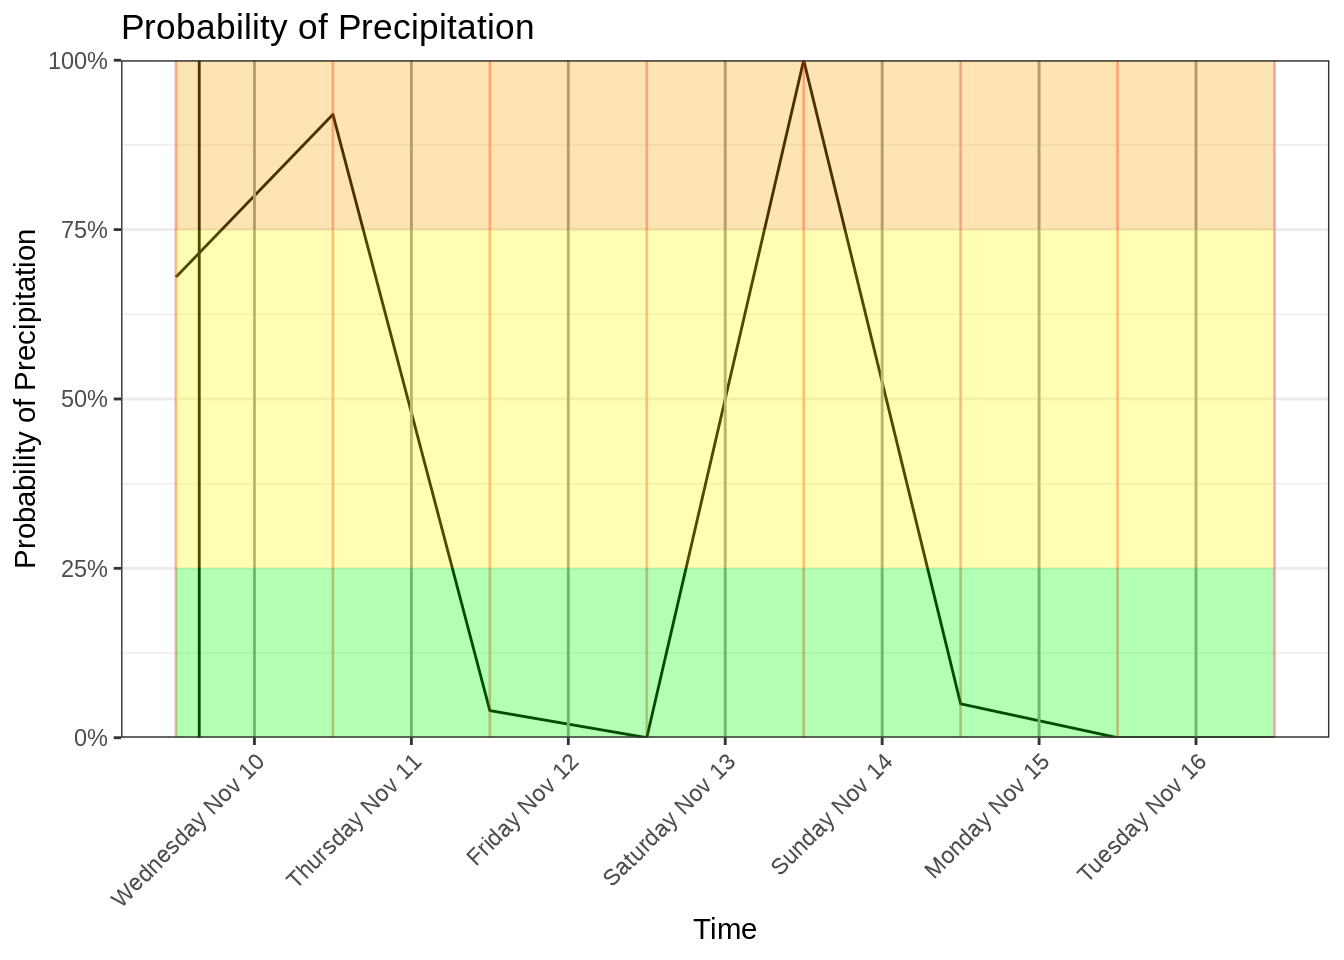 Probability of Precipitation
Probability of Precipitation
100%
75%
50%
25%
0%
Wednesday Nov 10
Thursday Nov 11
Friday Nov 12
Saturday Nov 13
Sunday Nov 14
Monday Nov 15
Tuesday Nov 16
Time